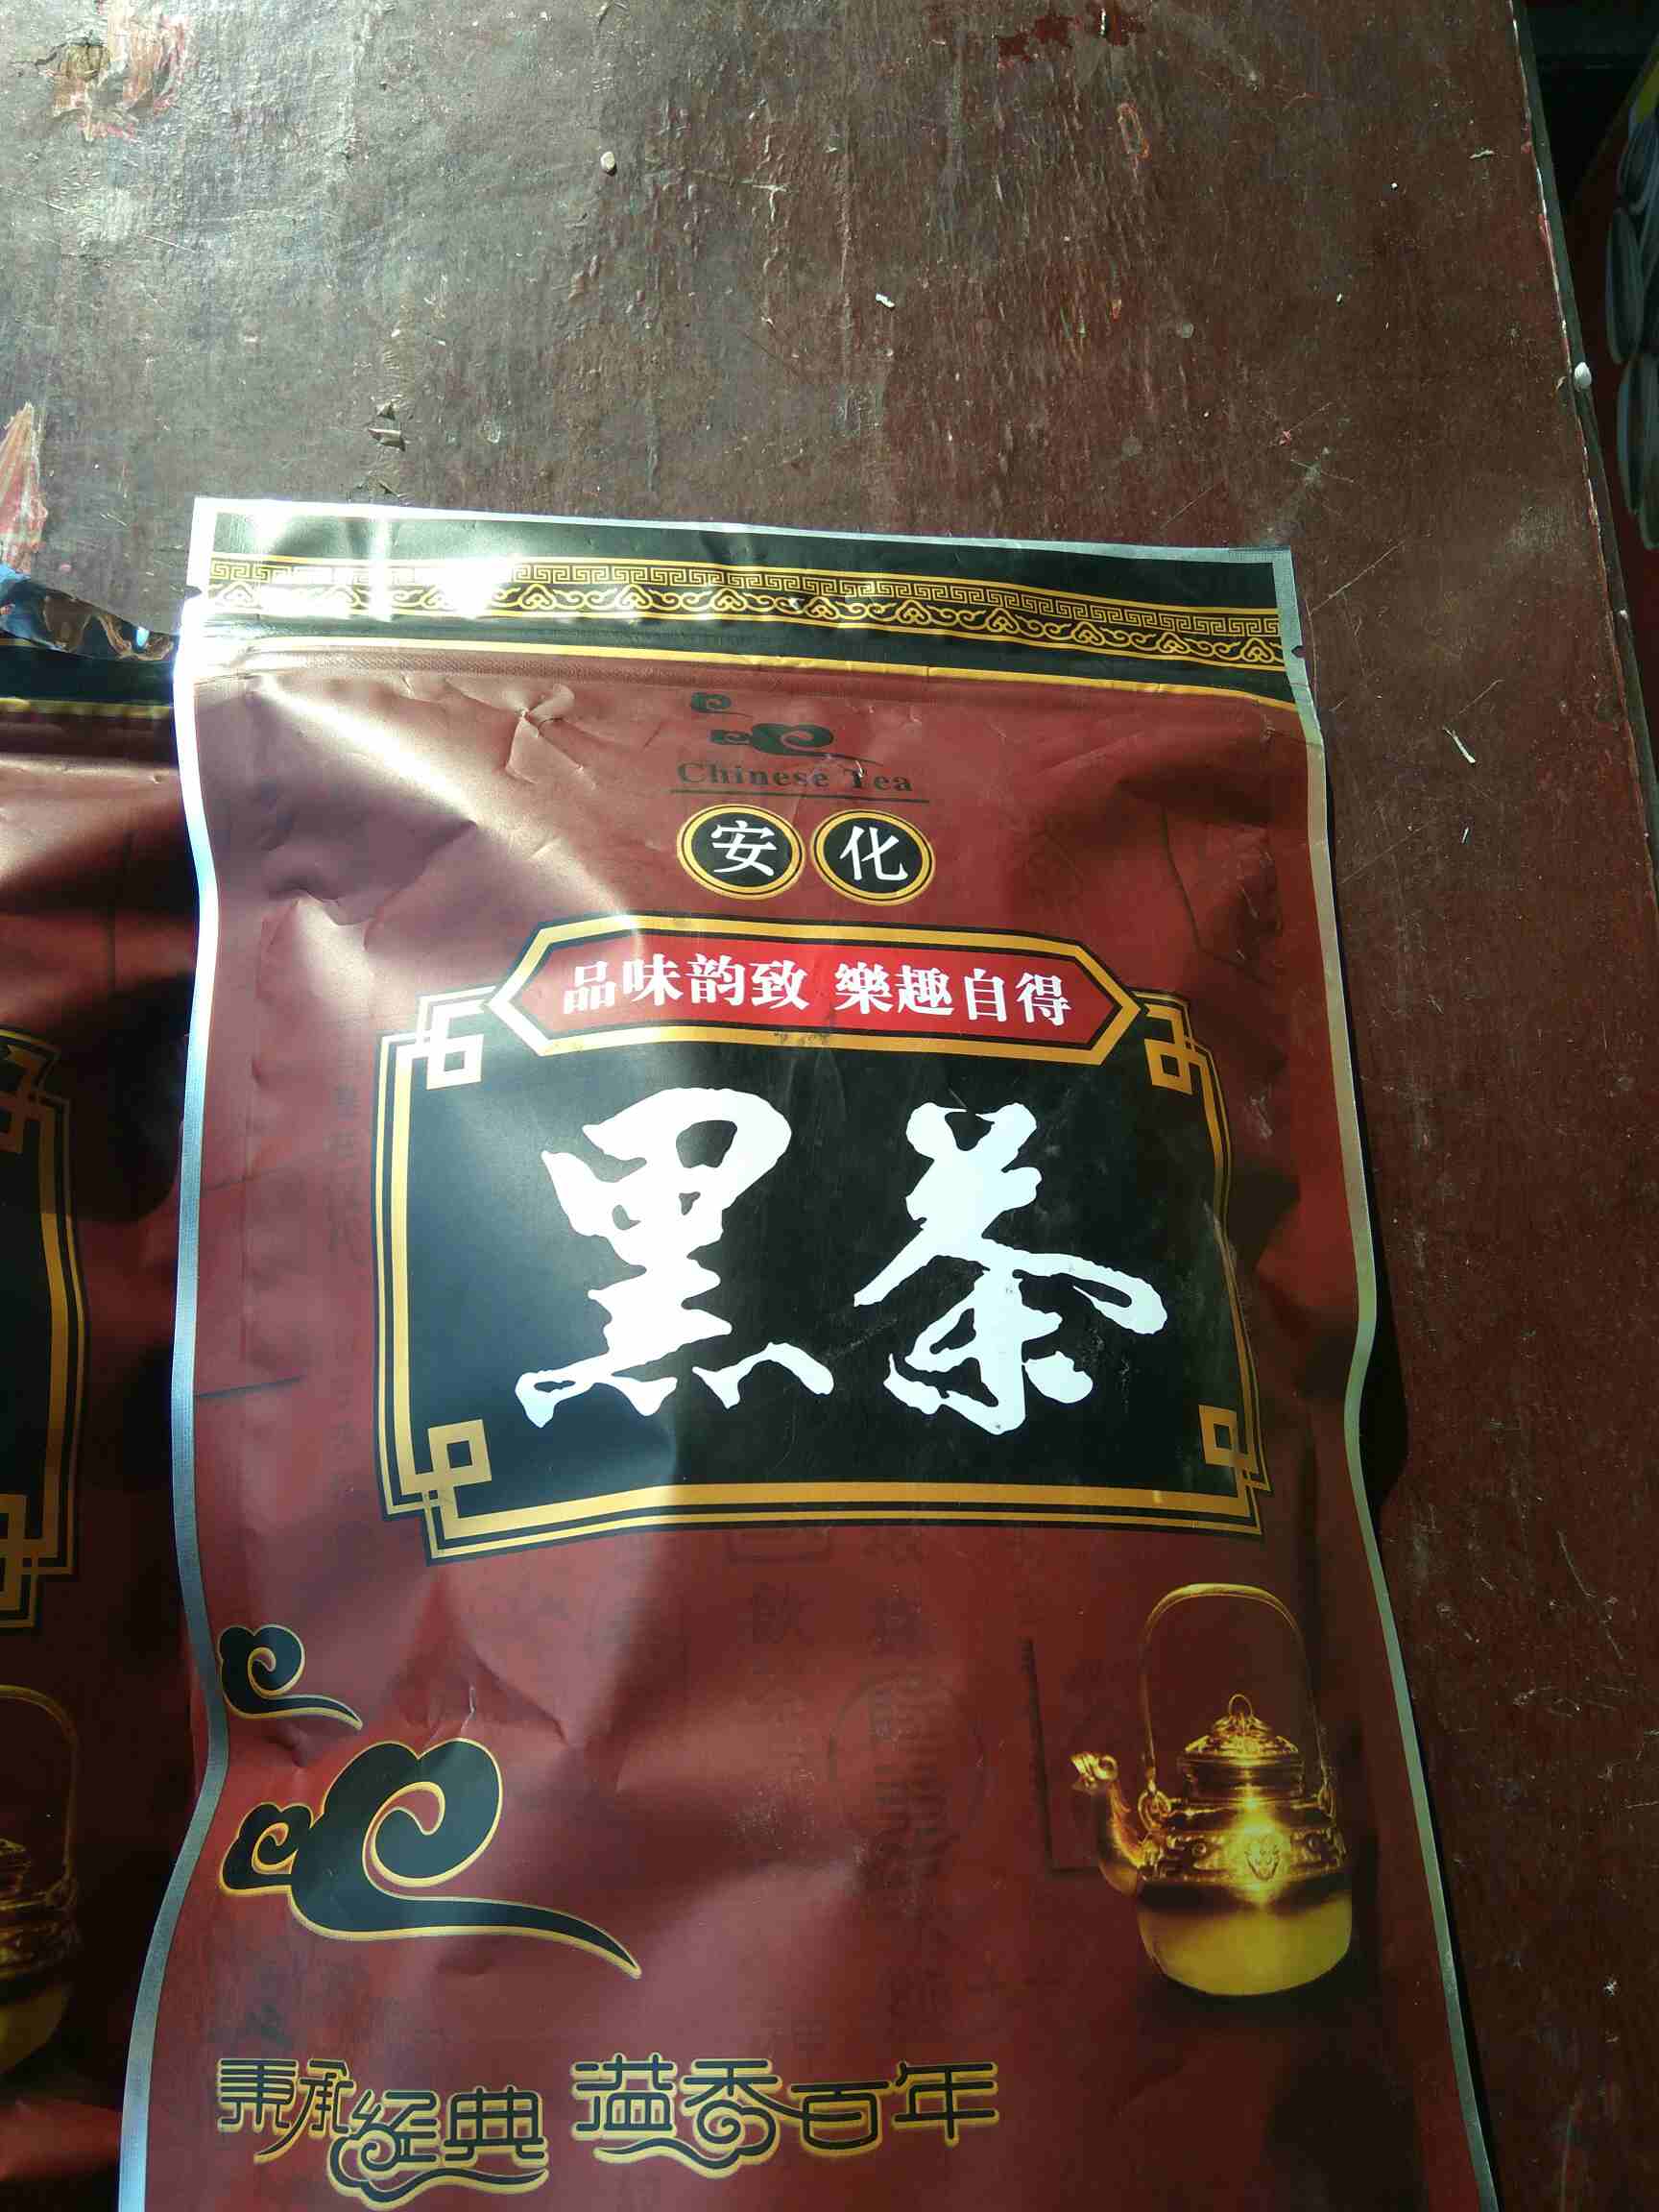 Chinese Tea
安化
品味韵致 樂趣自得
黑茶
秉承经典 溢香百年